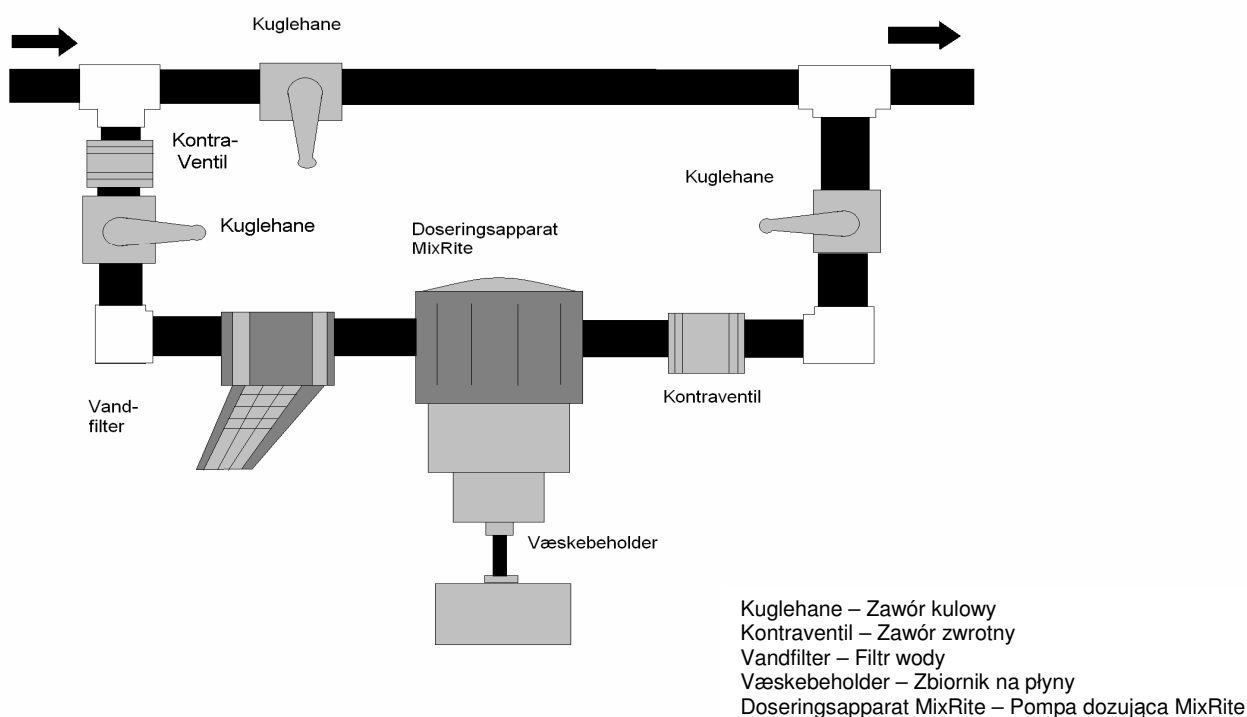 Kuglehane
Kontra-
Ventil
Kuglehane
Kuglehane
Doseringsapparat
MixRite
Vand-
filter
Kontraventil
Væskebeholder
Kuglehane – Zawór kulowy
Kontraventil – Zawór zwrotny
Vandfilter – Filtr wody
Væskebeholder – Zbiornik na płyny
Doseringsapparat MixRite – Pompa dozująca MixRite